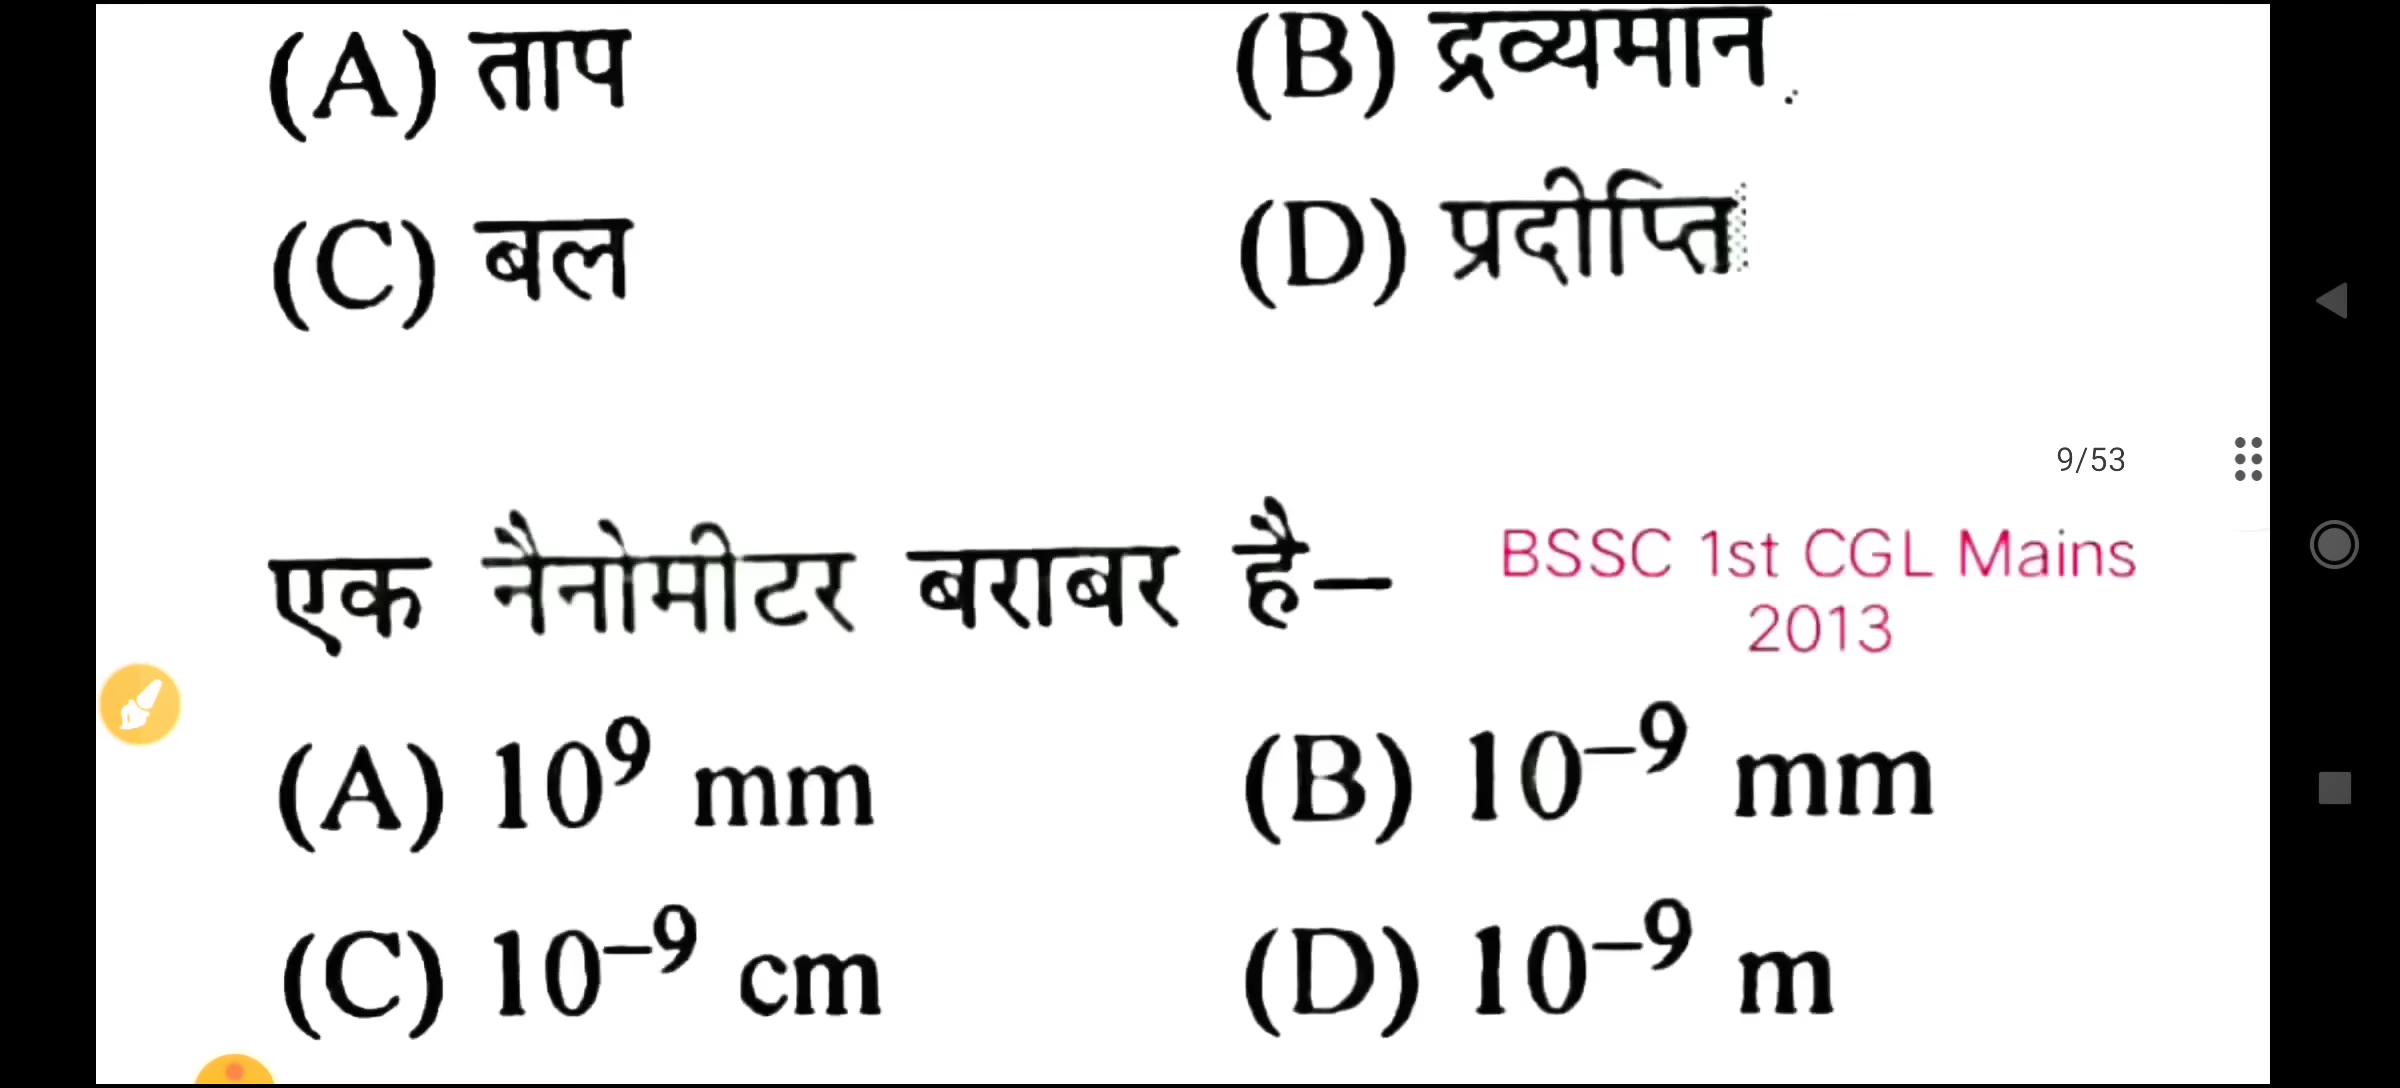 (A) ताप (B) द्रव्यमान
(C) बल (D) प्रदीप्ति
9/53
एक नैनोमीटर बराबर है– BSSC 1st CGL Mains
2013
(A) 10⁹ mm (B) 10⁻⁹ mm
(C) 10⁻⁹ cm (D) 10⁻⁹ m